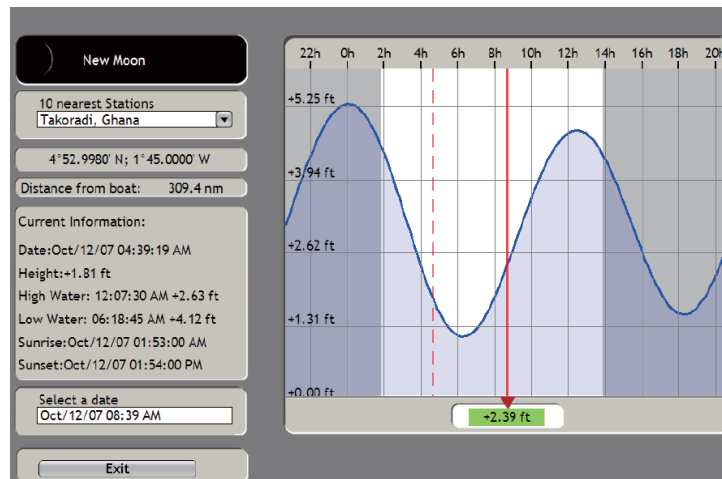 New Moon
10 nearest Stations
Takoradi, Ghana
4°52.9980' N; 1°45.0000' W
Distance from boat: 309.4 nm
Current Information:
Date:Oct/12/07 04:39:19 AM
Height:+1.81 ft
High Water: 12:07:30 AM +2.63 ft
Low Water: 06:18:45 AM +4.12 ft
Sunrise:Oct/12/07 01:53:00 AM
Sunset:Oct/12/07 01:54:00 PM
Select a date
Oct/12/07 08:39 AM
Exit
22h 0h 2h 4h 6h 8h 10h 12h 14h 16h 18h 20h
+5.25 ft
+3.94 ft
+2.62 ft
+1.31 ft
+0.00 ft
+2.39 ft